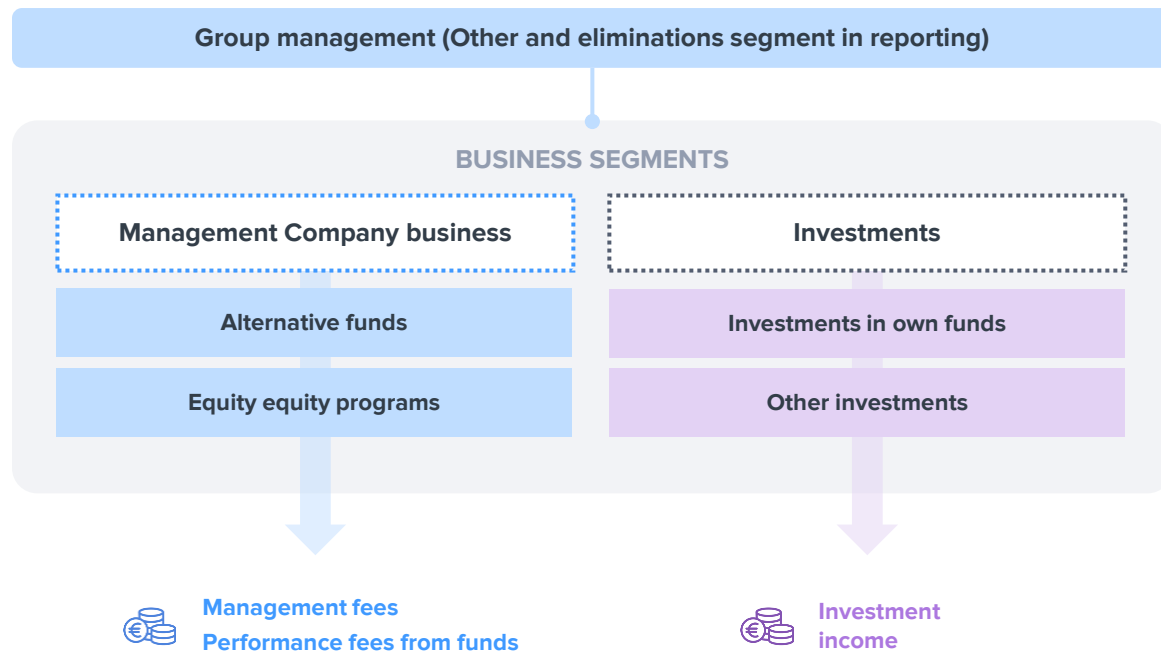 Group management (Other and eliminations segment in reporting)
BUSINESS SEGMENTS
Management Company business
Alternative funds
Equity equity programs
Investments
Investments in own funds
Other investments
Management fees
Performance fees from funds
Investment
income